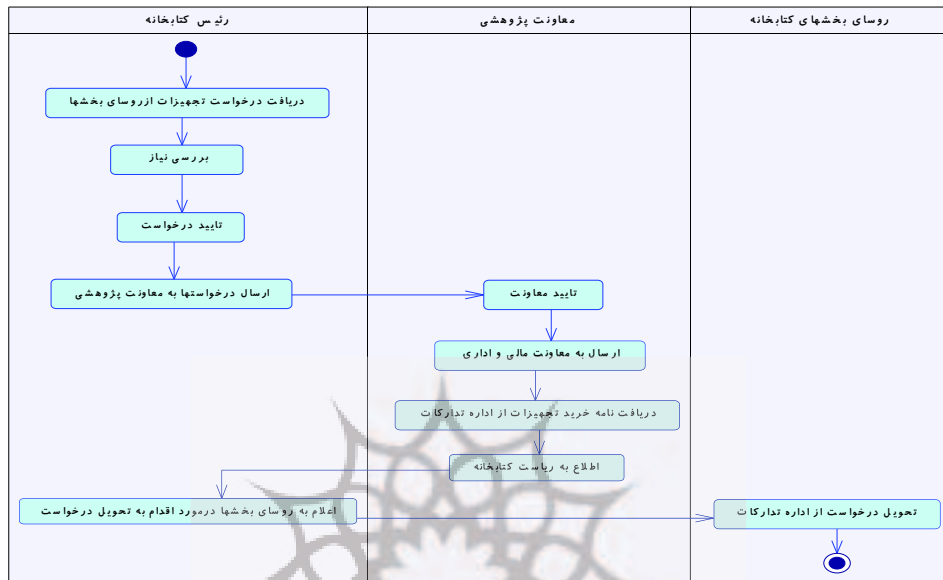 رئیس کتابخانه
معاونت پژوهشی
روسای بخشهای کتابخانه
دریافت درخواست تجهیزات ازروسای بخشها
بررسی نیاز
تایید درخواست
ارسال درخواستها به معاونت پژوهشی
تایید معاونت
ارسال به معاونت مالی و اداری
دریافت نامه خرید تجهیزات از اداره تدارکات
اطلاع به ریاست کتابخانه
اعلام به روسای بخشها درمورد اقدام به تحویل درخواست
تحویل درخواست از اداره تدارکات